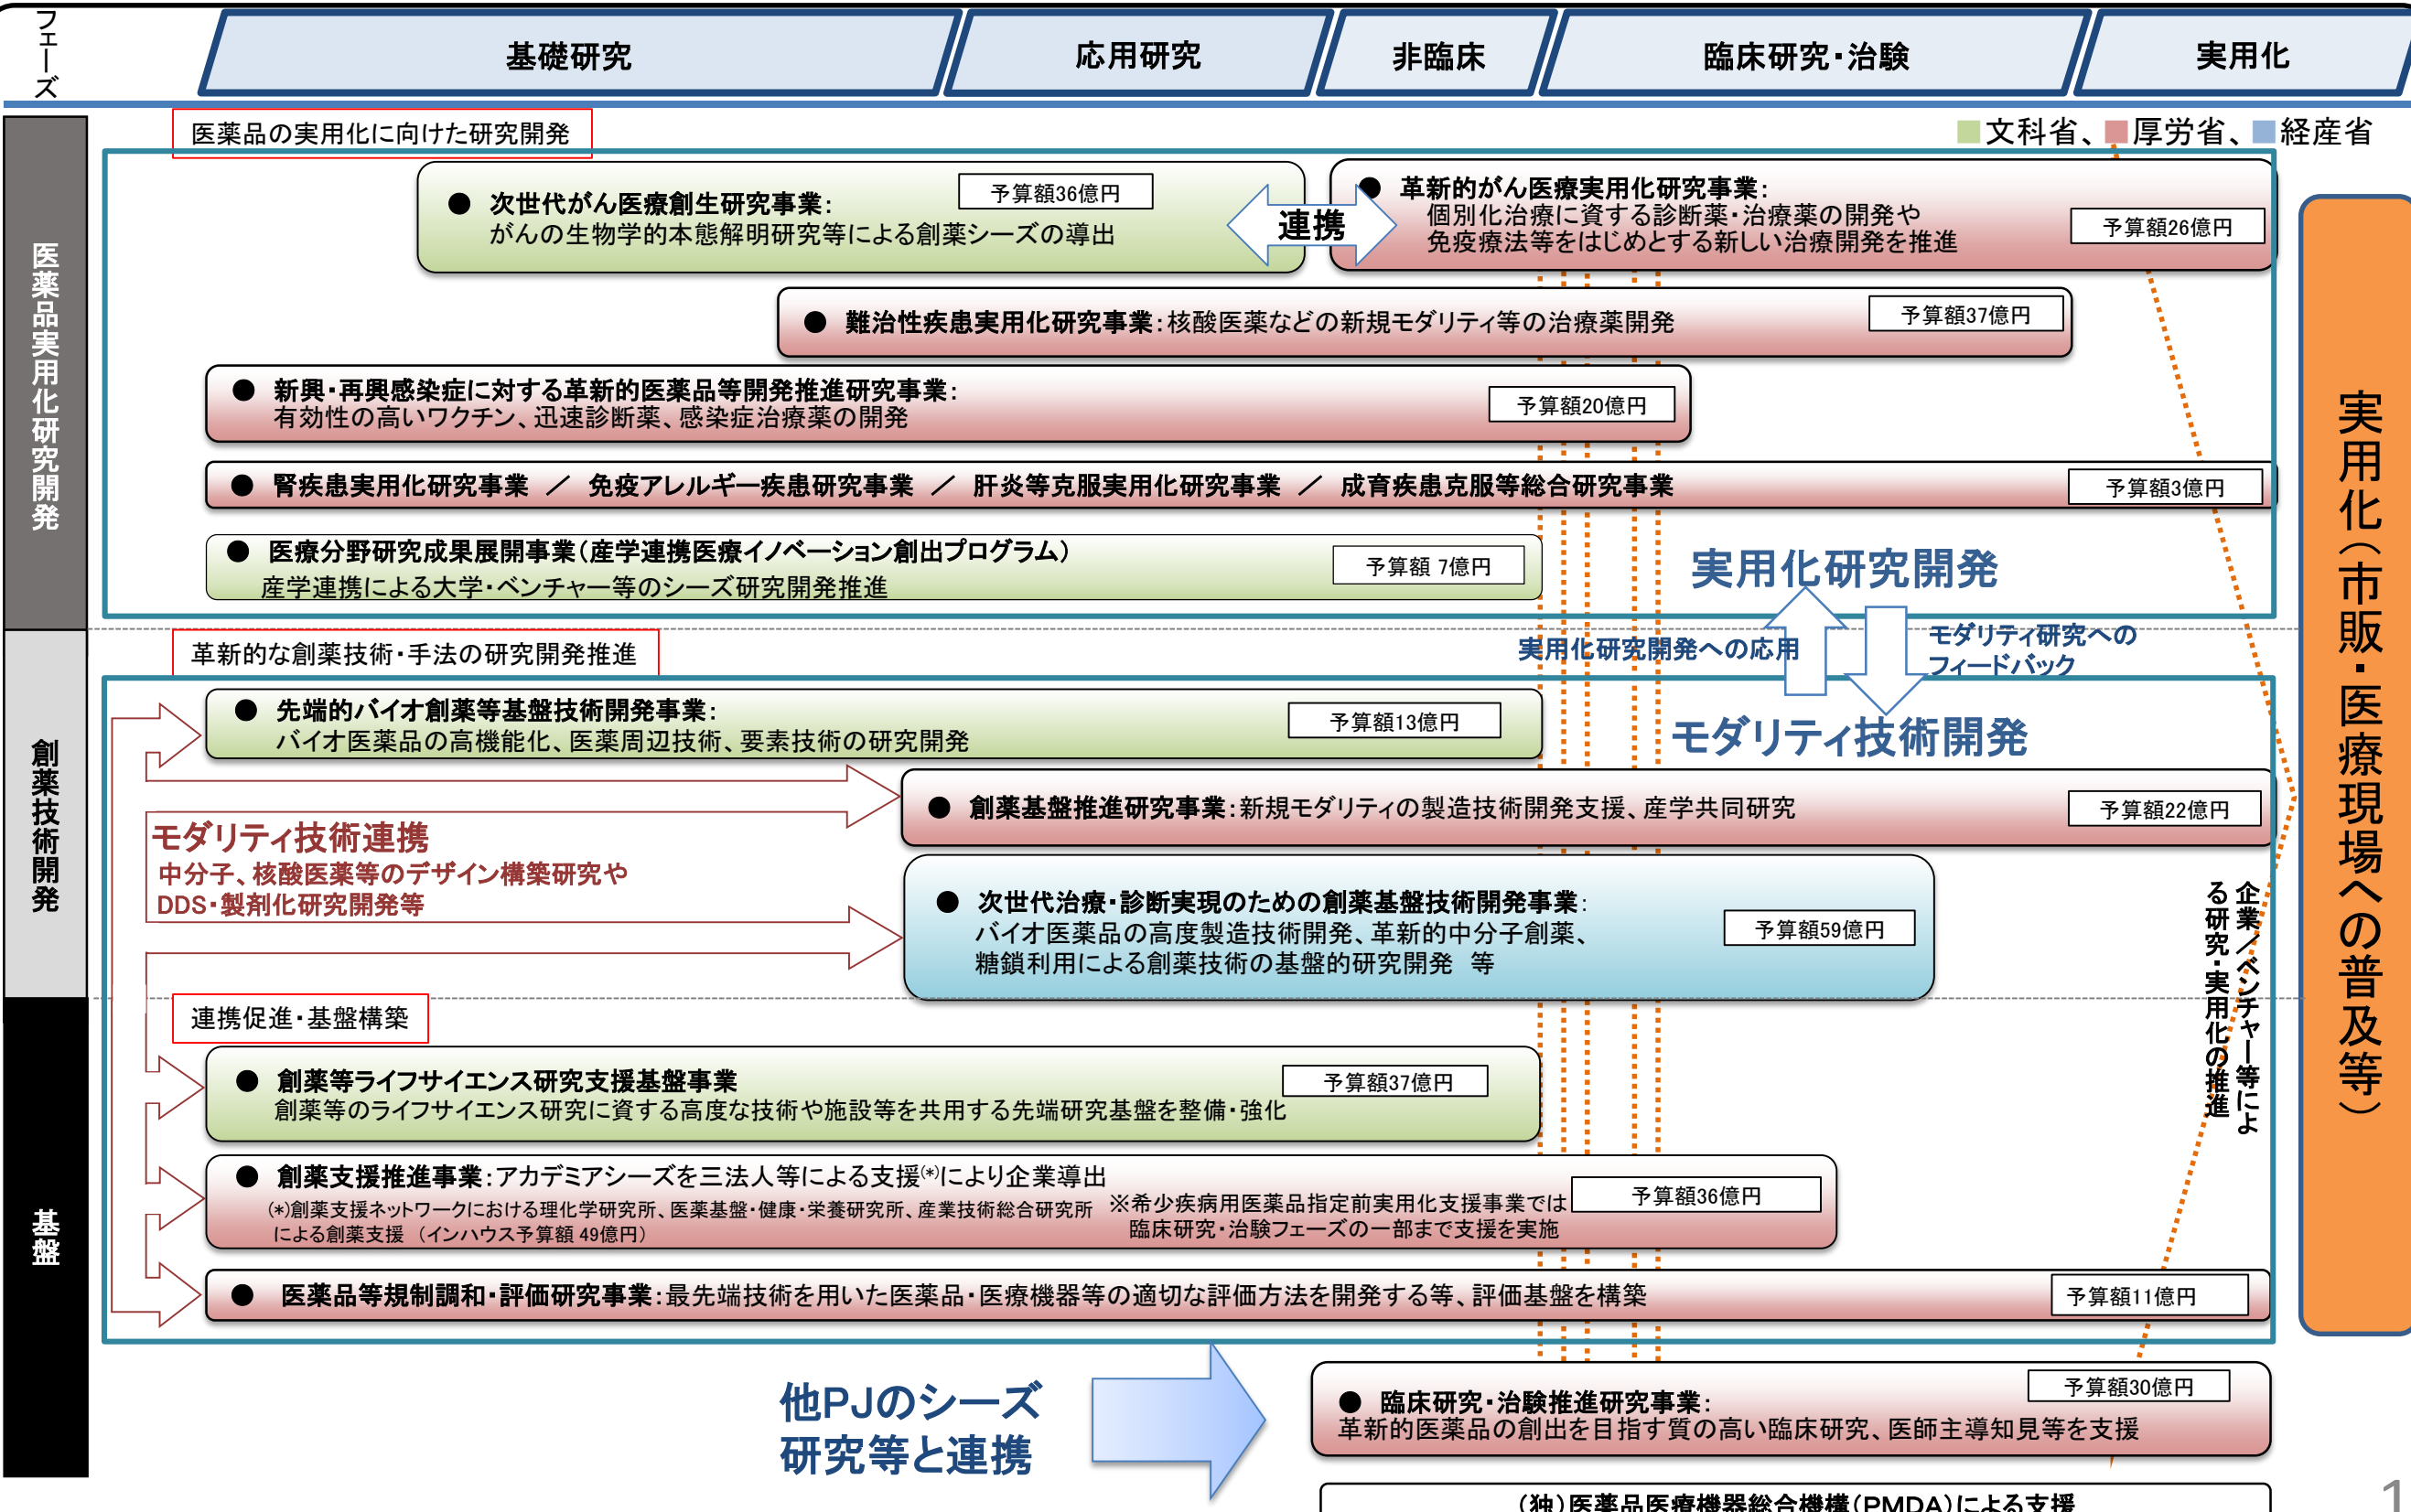 フェーズ
基礎研究
応用研究
非臨床
臨床研究・治験
実用化
医薬品の実用化に向けた研究開発
文科省、厚労省、経産省
医薬品実用化研究開発
● 次世代がん医療創生研究事業：
予算額36億円
がんの生物学的本態解明研究等による創薬シーズの導出
連携
● 革新的がん医療実用化研究事業：
個別化治療に資する診断薬・治療薬の開発や
免疫療法等をはじめとする新しい治療開発を推進
予算額26億円
● 難治性疾患実用化研究事業：核酸医薬などの新規モダリティ等の治療薬開発
予算額37億円
● 新興・再興感染症に対する革新的医薬品等開発推進研究事業：
有効性の高いワクチン、迅速診断薬、感染症治療薬の開発
予算額20億円
● 腎疾患実用化研究事業 ／ 免疫アレルギー疾患研究事業 ／ 肝炎等克服実用化研究事業 ／ 成育疾患克服等総合研究事業
予算額3億円
● 医療分野研究成果展開事業（産学連携医療イノベーション創出プログラム）
産学連携による大学・ベンチャー等のシーズ研究開発推進
予算額 7億円
実用化研究開発
実用化研究開発への応用
モダリティ研究への
フィードバック
モダリティ技術開発
革新的な創薬技術・手法の研究開発推進
創薬技術開発
● 先端的バイオ創薬等基盤技術開発事業：
バイオ医薬品の高機能化、医薬周辺技術、要素技術の研究開発
予算額13億円
● 創薬基盤推進研究事業：新規モダリティの製造技術開発支援、産学共同研究
予算額22億円
モダリティ技術連携
中分子、核酸医薬等のデザイン構築研究や
DDS・製剤化研究開発等
● 次世代治療・診断実現のための創薬基盤技術開発事業：
バイオ医薬品の高度製造技術開発、革新的中分子創薬、
糖鎖利用による創薬技術の基盤的研究開発 等
予算額59億円
企業／ベンチャー等によ
る研究・実用化の推進
実用化（市販・医療現場への普及等）
連携促進・基盤構築
基盤
● 創薬等ライフサイエンス研究支援基盤事業
予算額37億円
創薬等のライフサイエンス研究に資する高度な技術や施設等を共用する先端研究基盤を整備・強化
● 創薬支援推進事業：アカデミアシーズを三法人等による支援(*)により企業導出
(*)創薬支援ネットワークにおける理化学研究所、医薬基盤・健康・栄養研究所、産業技術総合研究所
による創薬支援 （インハウス予算額 49億円）
※希少疾病用医薬品指定前実用化支援事業では
臨床研究・治験フェーズの一部まで支援を実施
予算額36億円
● 医薬品等規制調和・評価研究事業：最先端技術を用いた医薬品・医療機器等の適切な評価方法を開発する等、評価基盤を構築
予算額11億円
他PJのシーズ
研究等と連携
● 臨床研究・治験推進研究事業：
予算額30億円
革新的医薬品の創出を目指す質の高い臨床研究、医師主導知見等を支援
（独）医薬品医療機器総合機構（PMDA）による支援
1